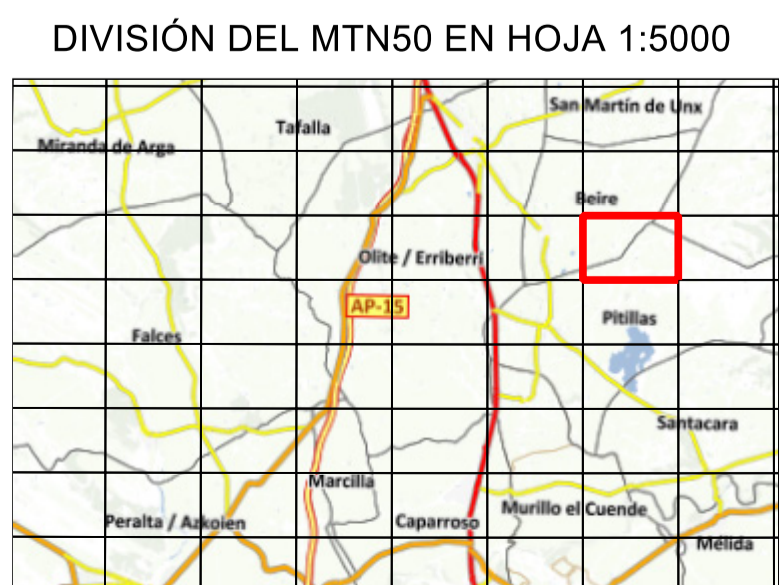 DIVISIÓN DEL MTN50 EN HOJA 1:5000
San Martín de Unx
Tafalla
Miranda de Arga
Beire
Olite / Erriberri
AP-15
Pitillas
Falces
Santacara
Marcilla
Murillo el Cuende
Peralta / Azkoien
Caparroso
Mélida